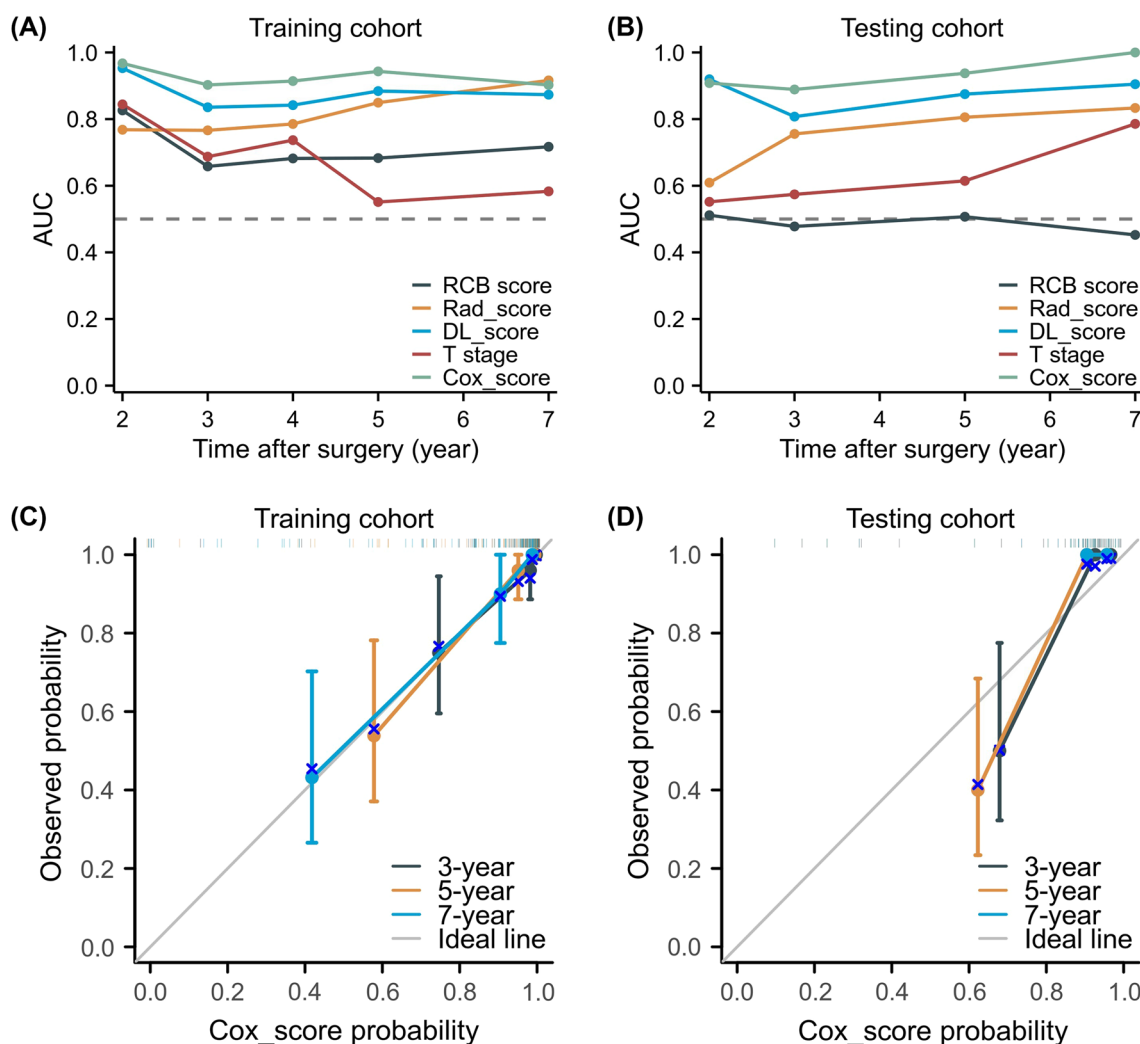 (A)
Training cohort
1.0
0.8
0.6
0.4
0.2
0.0
AUC
RCB score
Rad_score
DL_score
T stage
Cox_score
2 3 4 5 6 7
Time after surgery (year)
(B)
Testing cohort
1.0
0.8
0.6
0.4
0.2
0.0
AUC
RCB score
Rad_score
DL_score
T stage
Cox_score
2 3 4 5 6 7
Time after surgery (year)
(C)
Training cohort
1.0
0.8
0.6
0.4
0.2
0.0
Observed probability
3-year
5-year
7-year
Ideal line
0.0 0.2 0.4 0.6 0.8 1.0
Cox_score probability
(D)
Testing cohort
1.0
0.8
0.6
0.4
0.2
0.0
Observed probability
3-year
5-year
7-year
Ideal line
0.0 0.2 0.4 0.6 0.8 1.0
Cox_score probability